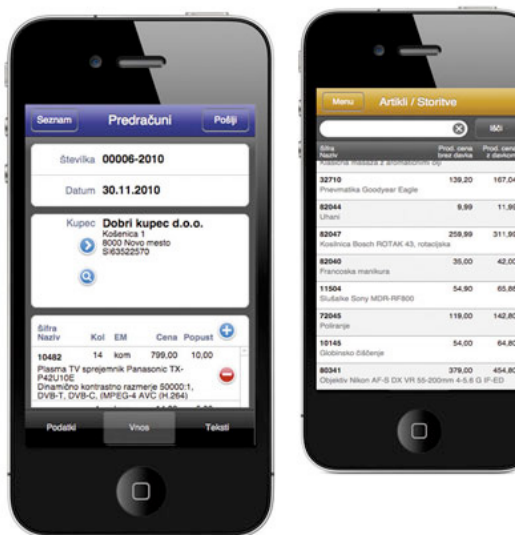 Seznam Predračuni Pošlji
Številka 00006-2010
Datum 30.11.2010
Kupec Dobri kupec d.o.o.
Košenica 1
8000 Novo mesto
SI63522570
Šifra
Naziv Kol EM Cena Popust
10482 14 kom 799,00 10,00
Plasma TV sprejemnik Panasonic TX-
P42U10E
Dinamično kontrastno razmerje 50000:1,
DVB-T, DVB-C, (MPEG-4 AVC (H.264)
Podatki Vnos Teksti
Menu Artikli / Storitve
Išči
Šifra Prod. cena Prod. cena
Naziv brez davka z davkom
Klasična masaža z aromatičnimi olji
32710 139,20 167,04
Pnevmatika Goodyear Eagle
82044 9,99 11,99
Uhani
82047 259,99 311,99
Kosilnica Bosch ROTAK 43, rotacijska
82040 35,00 42,00
Francoska manikura
11504 54,90 65,88
Slušalke Sony MDR-RF800
72045 119,00 142,80
Poliranje
10145 54,00 64,80
Globinsko čiščenje
80341 379,00 454,80
Objektiv Nikon AF-S DX VR 55-200mm 4-5.6 G IF-ED